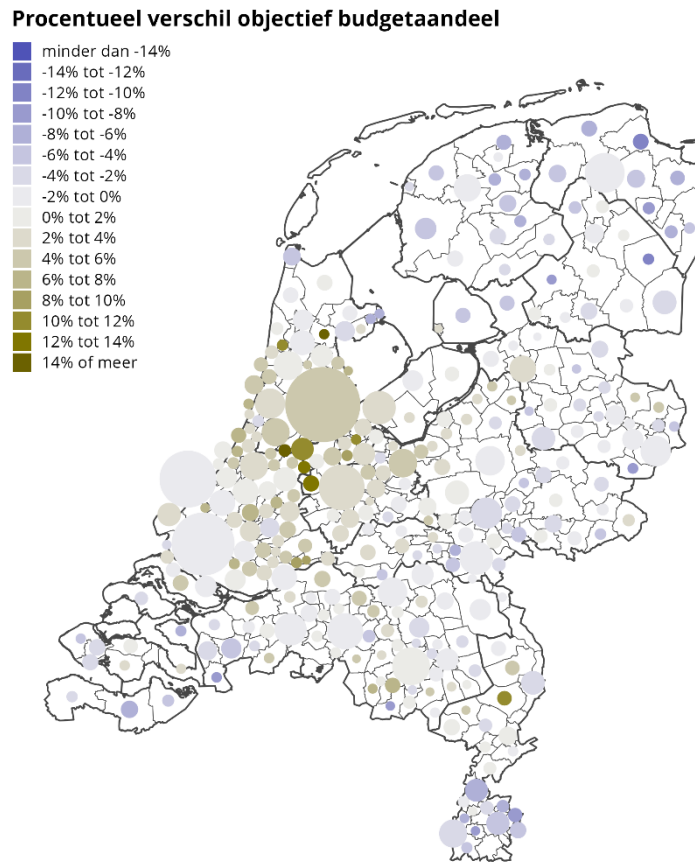 Procentueel verschil objectief budgetaandeel
minder dan -14%
-14% tot -12%
-12% tot -10%
-10% tot -8%
-8% tot -6%
-6% tot -4%
-4% tot -2%
-2% tot 0%
0% tot 2%
2% tot 4%
4% tot 6%
6% tot 8%
8% tot 10%
10% tot 12%
12% tot 14%
14% of meer